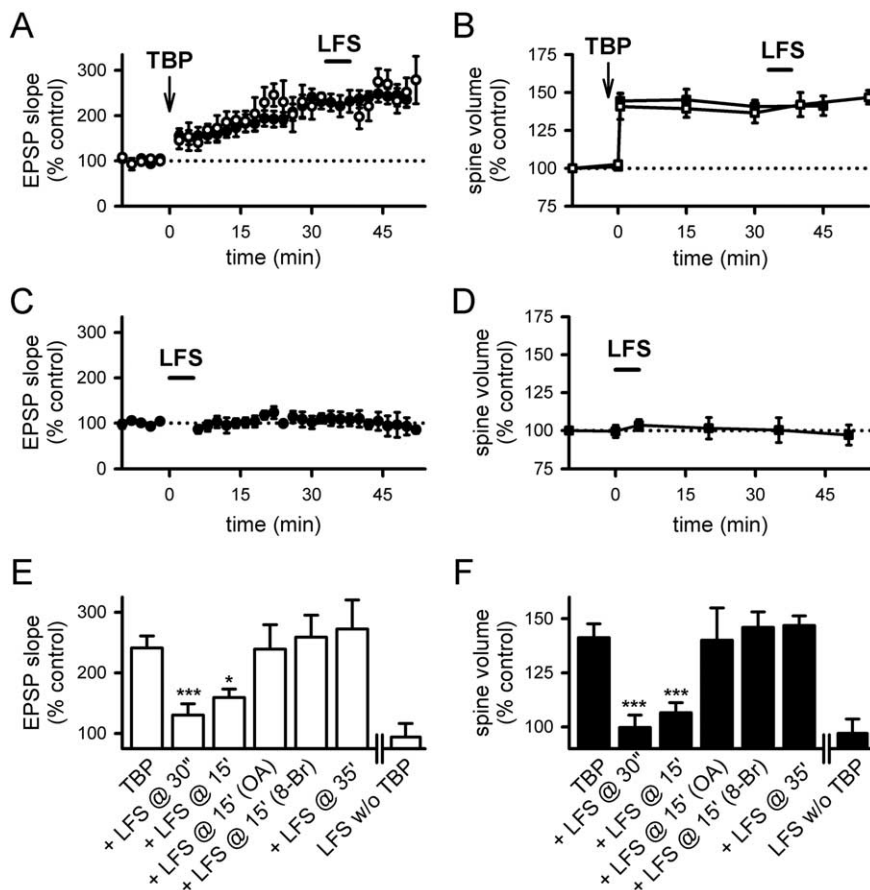 A
TBP
LFS
EPSP slope
(% control)
300
200
100
0
0
15
30
45
time (min)
B
TBP
LFS
spine volume
(% control)
150
125
100
75
0
15
30
45
time (min)
C
LFS
EPSP slope
(% control)
300
200
100
0
0
15
30
45
time (min)
D
LFS
spine volume
(% control)
150
125
100
75
0
15
30
45
time (min)
E
EPSP slope
(% control)
300
200
100
***
*
TBP
+ LFS @ 30"
+ LFS @ 15'
+ LFS @ 15' (OA)
+ LFS @ 15' (8-Br)
+ LFS @ 35'
LFS w/o TBP
F
spine volume
(% control)
150
125
100
***
***
TBP
+ LFS @ 30"
+ LFS @ 15'
+ LFS @ 15' (OA)
+ LFS @ 15' (8-Br)
+ LFS @ 35'
LFS w/o TBP